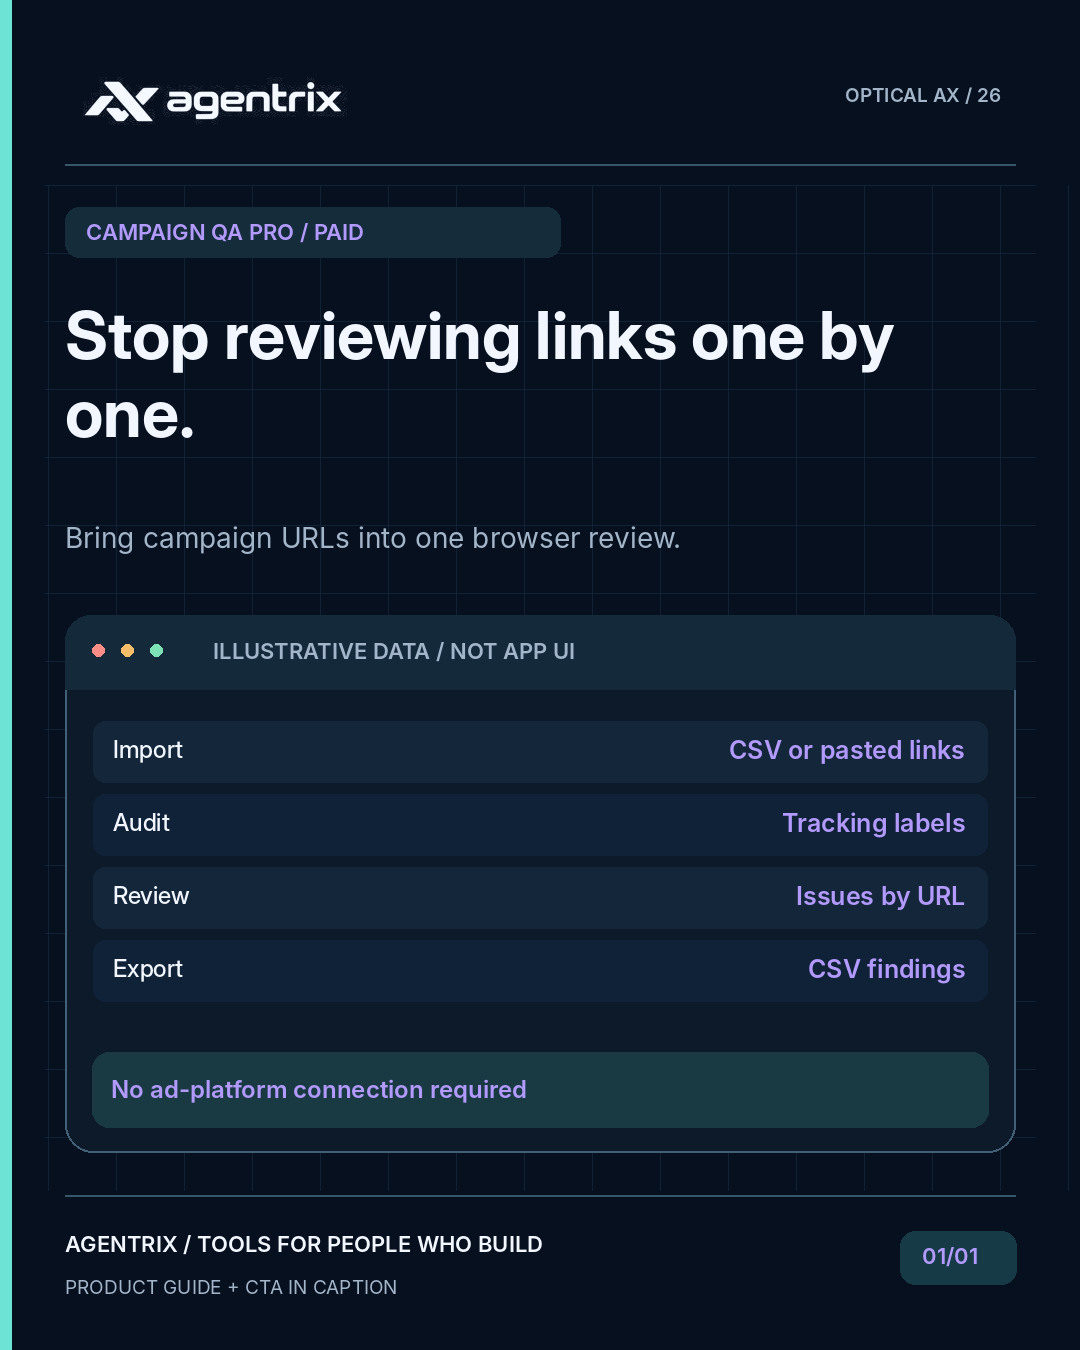 agentrix
OPTICAL AX / 26
CAMPAIGN QA PRO / PAID
Stop reviewing links one by
one.
Bring campaign URLs into one browser review.
ILLUSTRATIVE DATA / NOT APP UI
Import CSV or pasted links
Audit Tracking labels
Review Issues by URL
Export CSV findings
No ad-platform connection required
AGENTRIX / TOOLS FOR PEOPLE WHO BUILD
01/01
PRODUCT GUIDE + CTA IN CAPTION